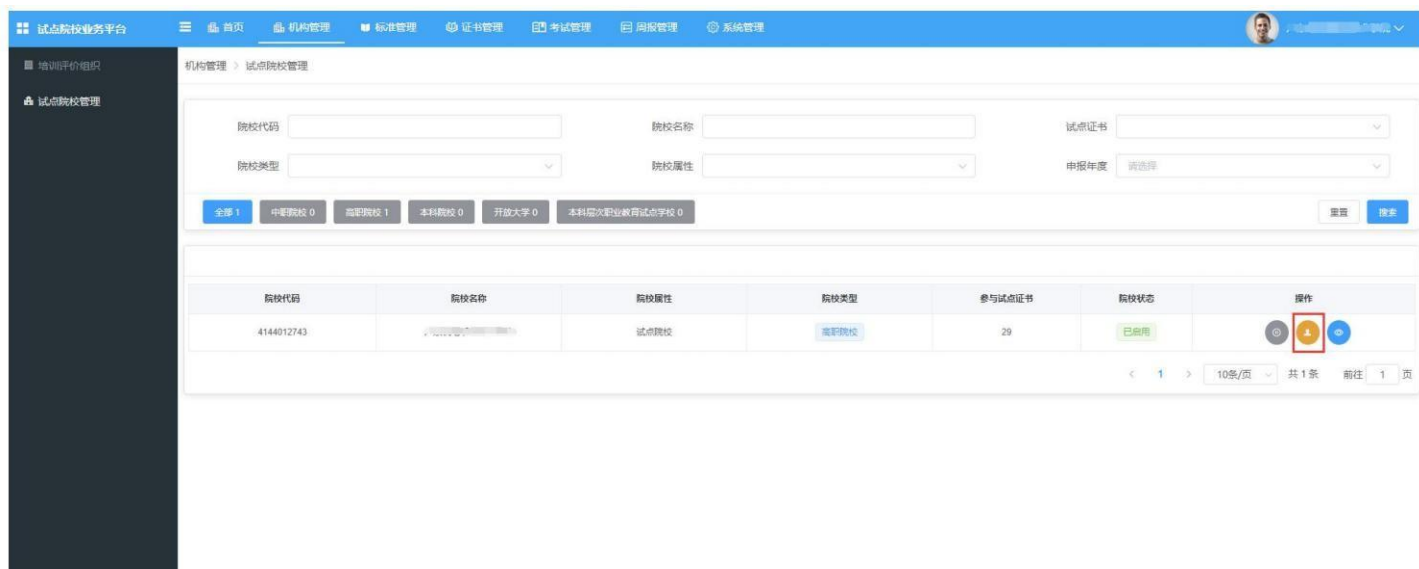 试点院校业务平台 首页 机构管理 标准管理 证书管理 考试管理 周报管理 系统管理
培训评价组织
试点院校管理
机构管理 > 试点院校管理
院校代码 院校名称 试点证书
院校类型 院校属性 申报年度 请选择
全部 1 中职院校 0 高职院校 1 本科院校 0 开放大学 0 本科层次职业教育试点学校 0 重置 搜索
院校代码 院校名称 院校属性 院校类型 参与试点证书 院校状态 操作
4144012743 试点院校 高职院校 29 已启用
< 1 > 10条/页 共 1 条 前往 1 页